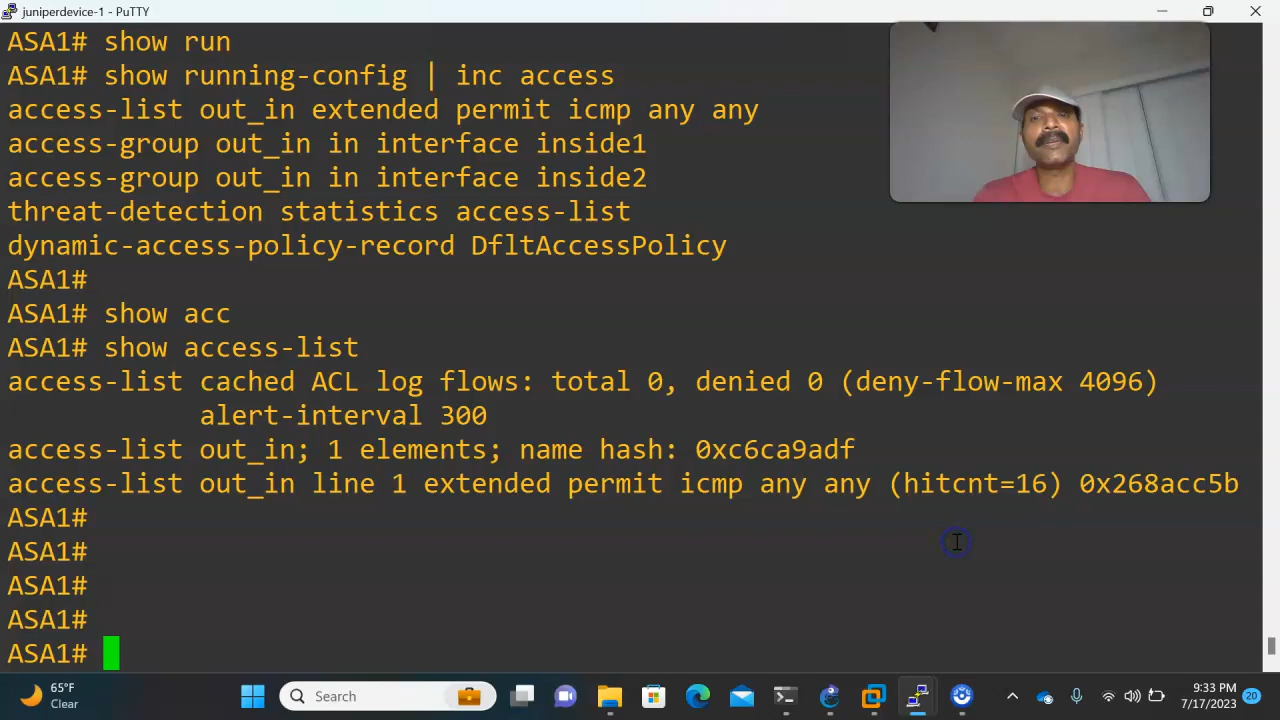 juniperdevice-1 - PuTTY
ASA1# show run
ASA1# show running-config | inc access
access-list out_in extended permit icmp any any
access-group out_in in interface inside1
access-group out_in in interface inside2
threat-detection statistics access-list
dynamic-access-policy-record DfltAccessPolicy
ASA1#
ASA1# show acc
ASA1# show access-list
access-list cached ACL log flows: total 0, denied 0 (deny-flow-max 4096)
alert-interval 300
access-list out_in; 1 elements; name hash: 0xc6ca9adf
access-list out_in line 1 extended permit icmp any any (hitcnt=16) 0x268acc5b
ASA1#
ASA1#
ASA1#
ASA1#
ASA1#
65°F
Clear
Search
9:33 PM
7/17/2023
20